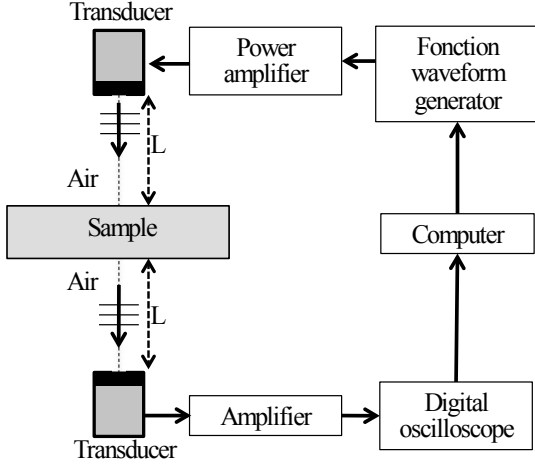 Transducer
Power
amplifier
Fonction
waveform
generator
L
Air
Sample
Computer
Air
L
Amplifier
Digital
oscilloscope
Transducer